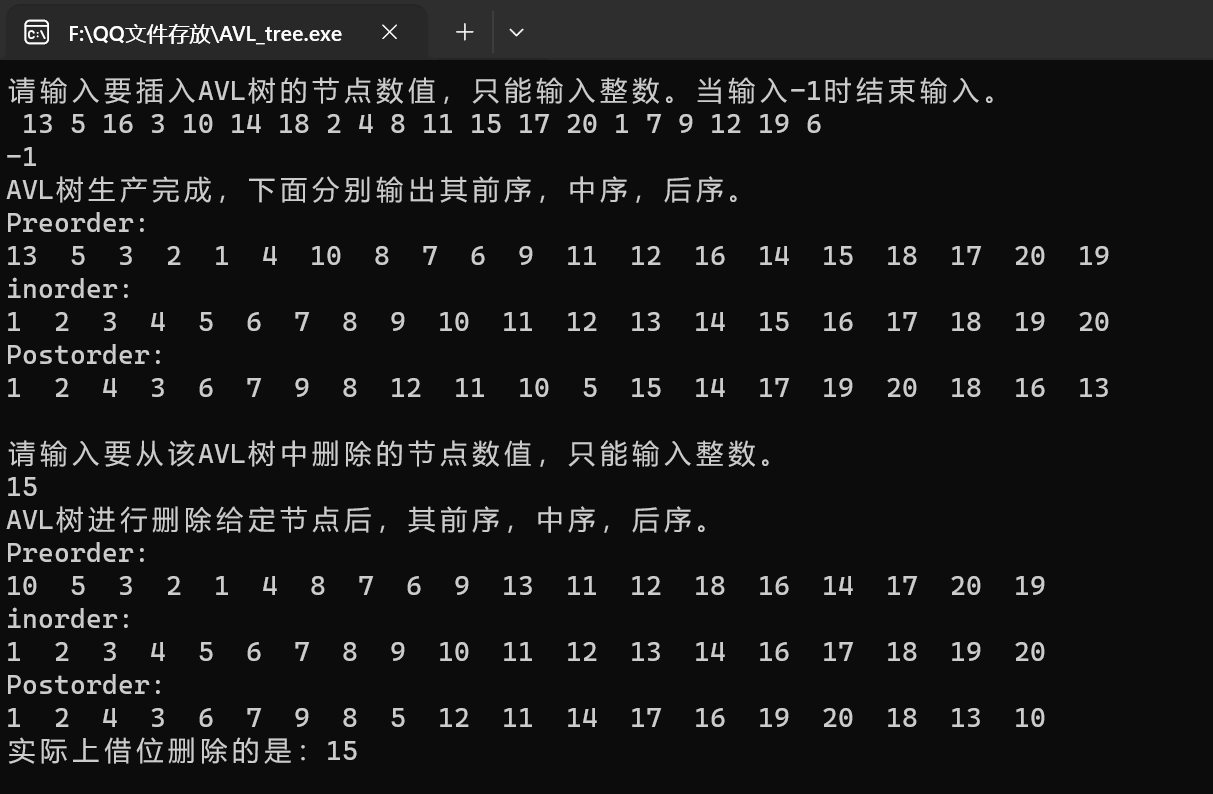 F:\QQ文件存放\AVL_tree.exe
请输入要插入AVL树的节点数值，只能输入整数。当输入-1时结束输入。
13 5 16 3 10 14 18 2 4 8 11 15 17 20 1 7 9 12 19 6
-1
AVL树生产完成，下面分别输出其前序，中序，后序。
Preorder:
13 5 3 2 1 4 10 8 7 6 9 11 12 16 14 15 18 17 20 19
inorder:
1 2 3 4 5 6 7 8 9 10 11 12 13 14 15 16 17 18 19 20
Postorder:
1 2 4 3 6 7 9 8 12 11 10 5 15 14 17 19 20 18 16 13
请输入要从该AVL树中删除的节点数值，只能输入整数。
15
AVL树进行删除给定节点后，其前序，中序，后序。
Preorder:
10 5 3 2 1 4 8 7 6 9 13 11 12 18 16 14 17 20 19
inorder:
1 2 3 4 5 6 7 8 9 10 11 12 13 14 16 17 18 19 20
Postorder:
1 2 4 3 6 7 9 8 5 12 11 14 17 16 19 20 18 13 10
实际上借位删除的是：15